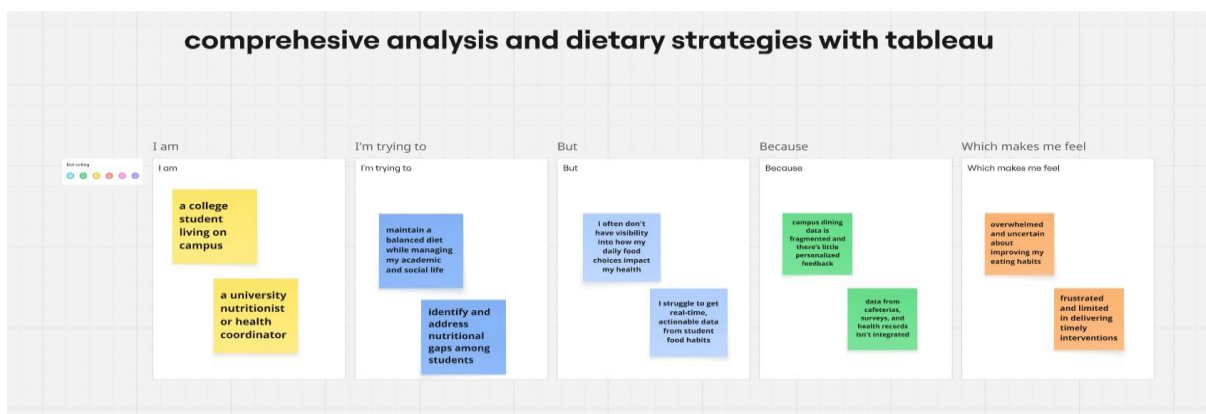 comprehesive analysis and dietary strategies with tableau
I am
I'm trying to
But
Because
Which makes me feel
Dot voting
I am
a college
student
living on
campus
a university
nutritionist
or health
coordinator
I'm trying to
maintain a
balanced diet
while managing
my academic
and social life
identify and
address
nutritional
gaps among
students
But
I often don't
have visibility
into how my
daily food
choices impact
my health
I struggle to get
real-time,
actionable data
from student
food habits
Because
campus dining
data is
fragmented and
there's little
personalized
feedback
data from
cafeterias,
surveys, and
health records
isn't integrated
Which makes me feel
overwhelmed
and uncertain
about
improving my
eating habits
frustrated
and limited
in delivering
timely
interventions